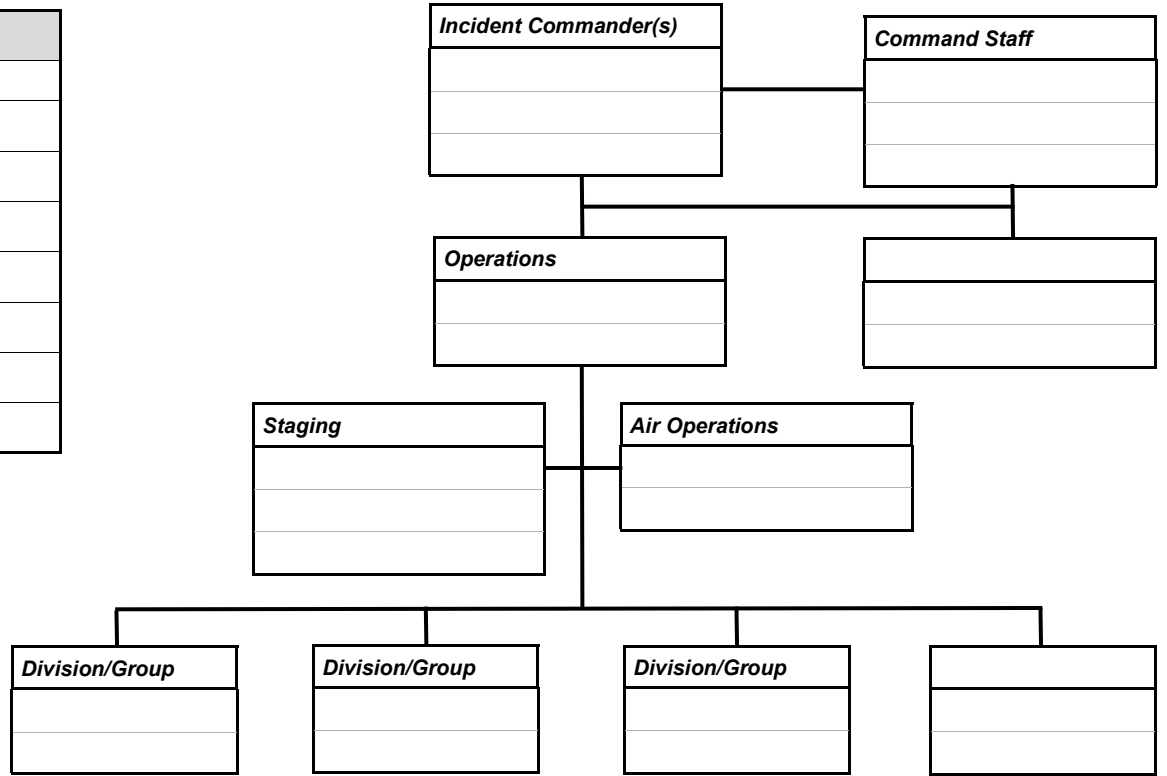 Incident Commander(s)
Command Staff
Operations
Staging
Air Operations
Division/Group
Division/Group
Division/Group